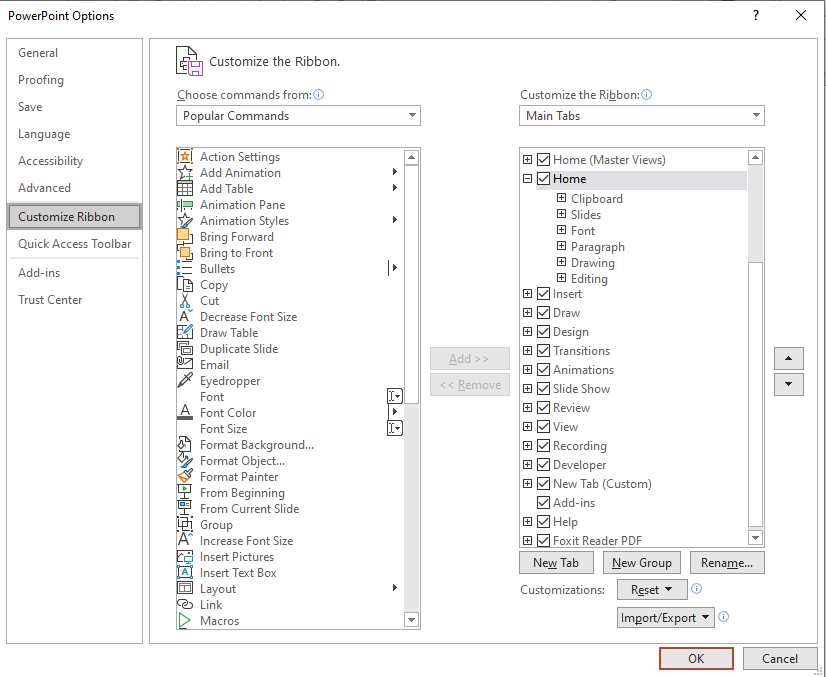 PowerPoint Options
?
General
Proofing
Save
Language
Accessibility
Advanced
Customize Ribbon
Quick Access Toolbar
Add-ins
Trust Center
Customize the Ribbon.
Choose commands from:
Popular Commands
Action Settings
Add Animation
Add Table
Animation Pane
Animation Styles
Bring Forward
Bring to Front
Bullets
Copy
Cut
Decrease Font Size
Draw Table
Duplicate Slide
Email
Eyedropper
Font
Font Color
Font Size
Format Background...
Format Object...
Format Painter
From Beginning
From Current Slide
Group
Increase Font Size
Insert Pictures
Insert Text Box
Layout
Link
Macros
Add >>
<< Remove
Customize the Ribbon:
Main Tabs
Home (Master Views)
Home
Clipboard
Slides
Font
Paragraph
Drawing
Editing
Insert
Draw
Design
Transitions
Animations
Slide Show
Review
View
Recording
Developer
New Tab (Custom)
Add-ins
Help
Foxit Reader PDF
New Tab
New Group
Rename...
Customizations:
Reset
Import/Export
OK
Cancel